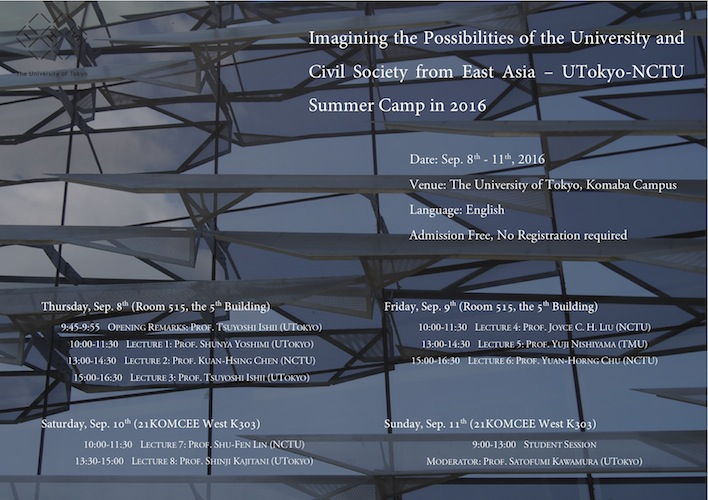 The University of Tokyo
Imagining the Possibilities of the University and
Civil Society from East Asia – UTokyo-NCTU
Summer Camp in 2016
Date: Sep. 8th - 11th, 2016
Venue: The University of Tokyo, Komaba Campus
Language: English
Admission Free, No Registration required
Thursday, Sep. 8th (Room 515, the 5th Building)
9:45-9:55 Opening Remarks: Prof. Tsuyoshi Ishii (UTokyo)
10:00-11:30 Lecture 1: Prof. Shunya Yoshimi (UTokyo)
13:00-14:30 Lecture 2: Prof. Kuan-Hsing Chen (NCTU)
15:00-16:30 Lecture 3: Prof. Tsuyoshi Ishii (UTokyo)
Friday, Sep. 9th (Room 515, the 5th Building)
10:00-11:30 Lecture 4: Prof. Joyce C. H. Liu (NCTU)
13:00-14:30 Lecture 5: Prof. Yuji Nishiyama (TMU)
15:00-16:30 Lecture 6: Prof. Yuan-Horng Chu (NCTU)
Saturday, Sep. 10th (21KOMCEE West K303)
10:00-11:30 Lecture 7: Prof. Shu-Fen Lin (NCTU)
13:30-15:00 Lecture 8: Prof. Shinji Kajitani (UTokyo)
Sunday, Sep. 11th (21KOMCEE West K303)
9:00-13:00 Student Session
Moderator: Prof. Satofumi Kawamura (UTokyo)